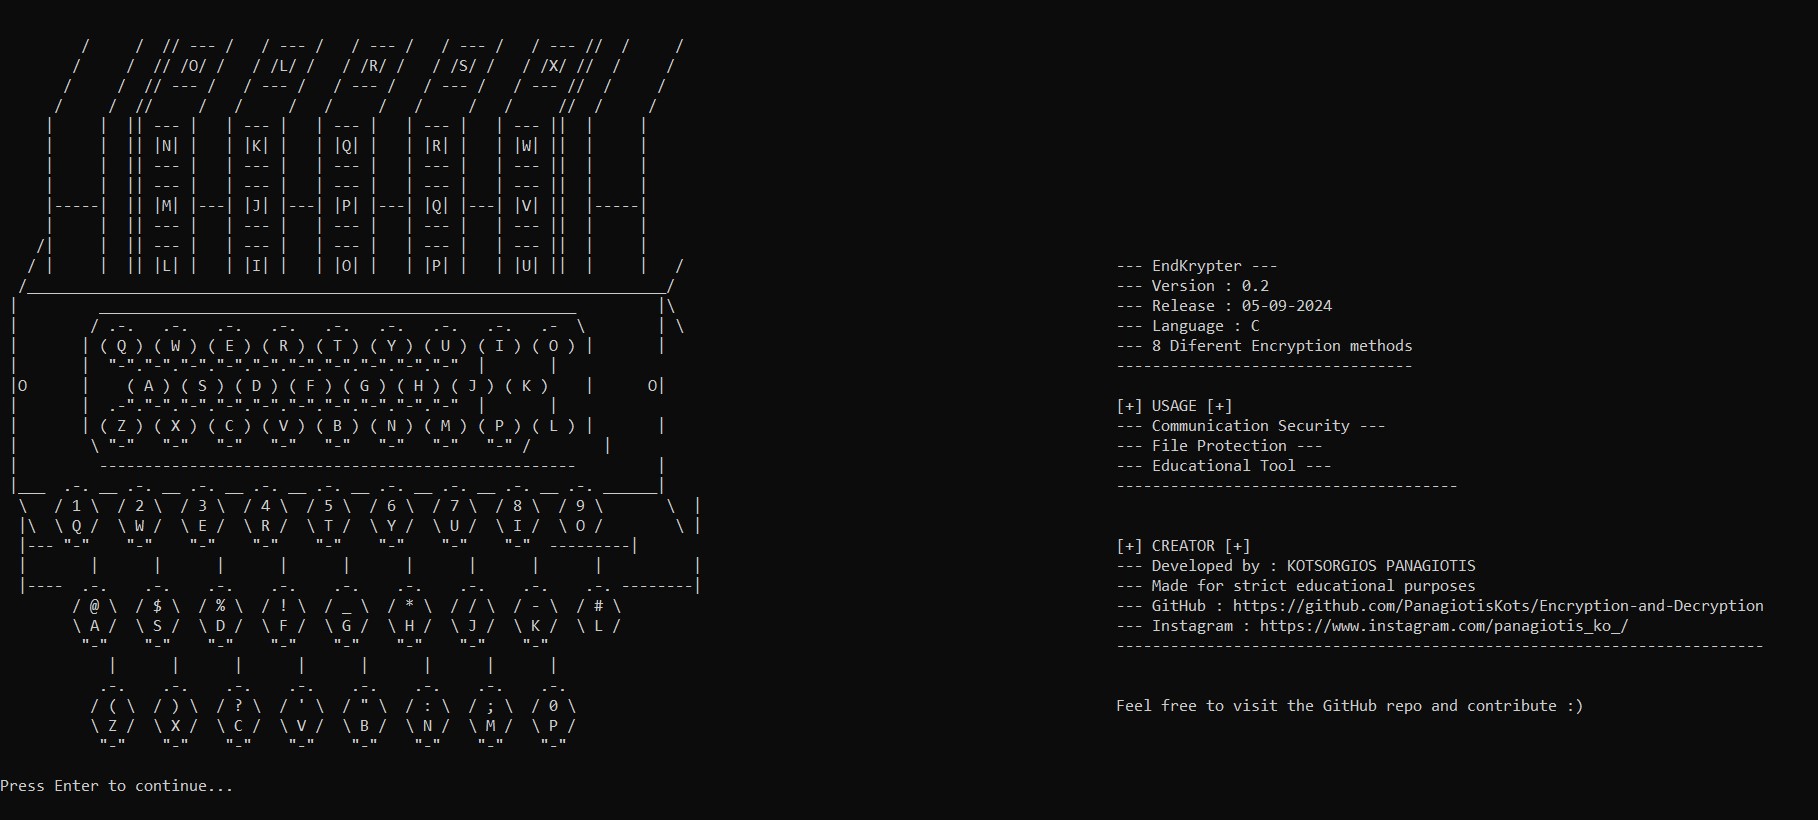 O L R S X
N K Q R W
M J P Q V
L I O P U
( Q ) ( W ) ( E ) ( R ) ( T ) ( Y ) ( U ) ( I ) ( O )
O ( A ) ( S ) ( D ) ( F ) ( G ) ( H ) ( J ) ( K ) O
( Z ) ( X ) ( C ) ( V ) ( B ) ( N ) ( M ) ( P ) ( L )
/ 1 \ / 2 \ / 3 \ / 4 \ / 5 \ / 6 \ / 7 \ / 8 \ / 9 \
\ Q / \ W / \ E / \ R / \ T / \ Y / \ U / \ I / \ O /
/ @ \ / $ \ / % \ / ! \ / _ \ / * \ / / \ / - \ / # \
\ A / \ S / \ D / \ F / \ G / \ H / \ J / \ K / \ L /
/ ( \ / ) \ / ? \ / ' \ / " \ / : \ / ; \ / 0 \
\ Z / \ X / \ C / \ V / \ B / \ N / \ M / \ P /
Press Enter to continue...
--- EndKrypter ---
--- Version : 0.2
--- Release : 05-09-2024
--- Language : C
--- 8 Diferent Encryption methods
[+] USAGE [+]
--- Communication Security ---
--- File Protection ---
--- Educational Tool ---
[+] CREATOR [+]
--- Developed by : KOTSORGIOS PANAGIOTIS
--- Made for strict educational purposes
--- GitHub : https://github.com/PanagiotisKots/Encryption-and-Decryption
--- Instagram : https://www.instagram.com/panagiotis_ko_/
Feel free to visit the GitHub repo and contribute :)